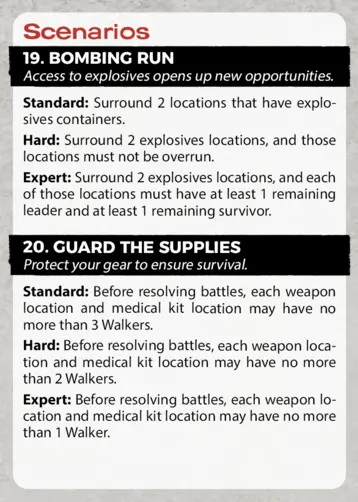 Scenarios
19. BOMBING RUN
Access to explosives opens up new opportunities.
Standard: Surround 2 locations that have explo-
sives containers.
Hard: Surround 2 explosives locations, and those
locations must not be overrun.
Expert: Surround 2 explosives locations, and each
of those locations must have at least 1 remaining
leader and at least 1 remaining survivor.
20. GUARD THE SUPPLIES
Protect your gear to ensure survival.
Standard: Before resolving battles, each weapon
location and medical kit location may have no
more than 3 Walkers.
Hard: Before resolving battles, each weapon loca-
tion and medical kit location may have no more
than 2 Walkers.
Expert: Before resolving battles, each weapon lo-
cation and medical kit location may have no more
than 1 Walker.